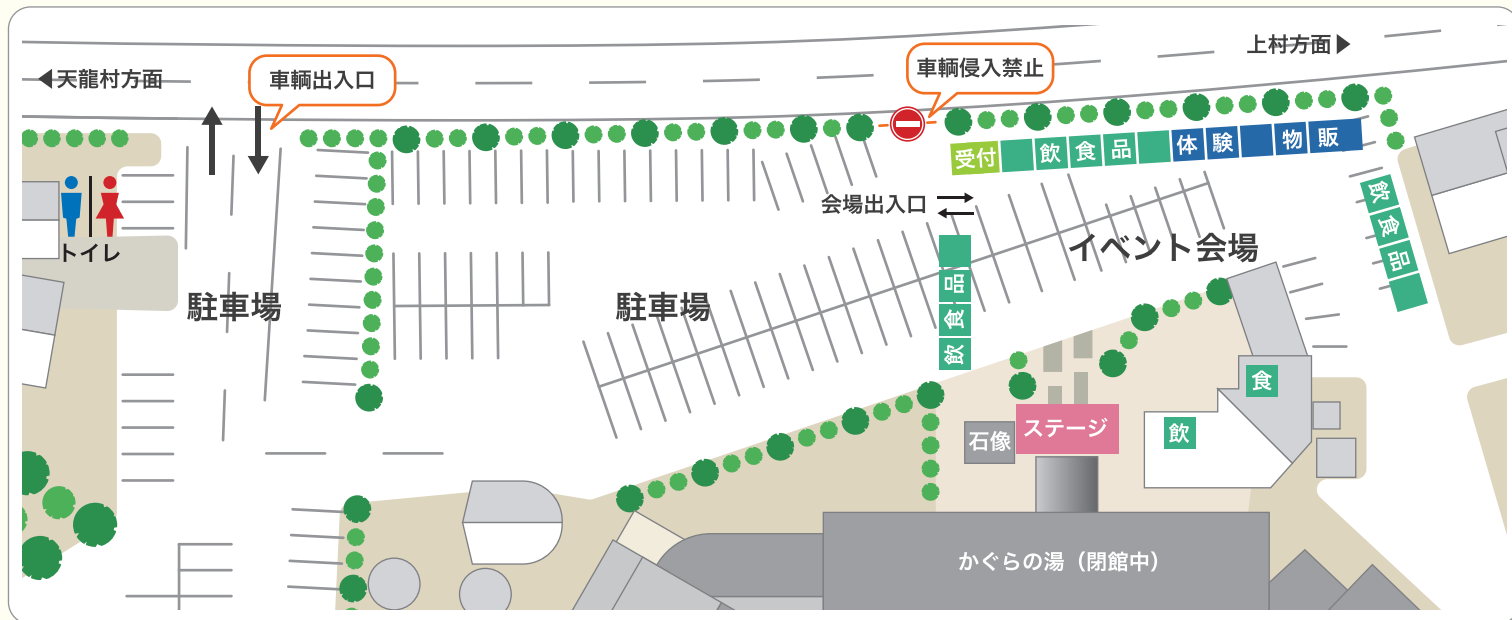 上村方面
天龍村方面
車輌出入口
車輌侵入禁止
受付
飲食品
体験
物販
飲食品
トイレ
会場出入口
イベント会場
駐車場
駐車場
飲食品
食
飲
石像
ステージ
かぐらの湯（閉館中）